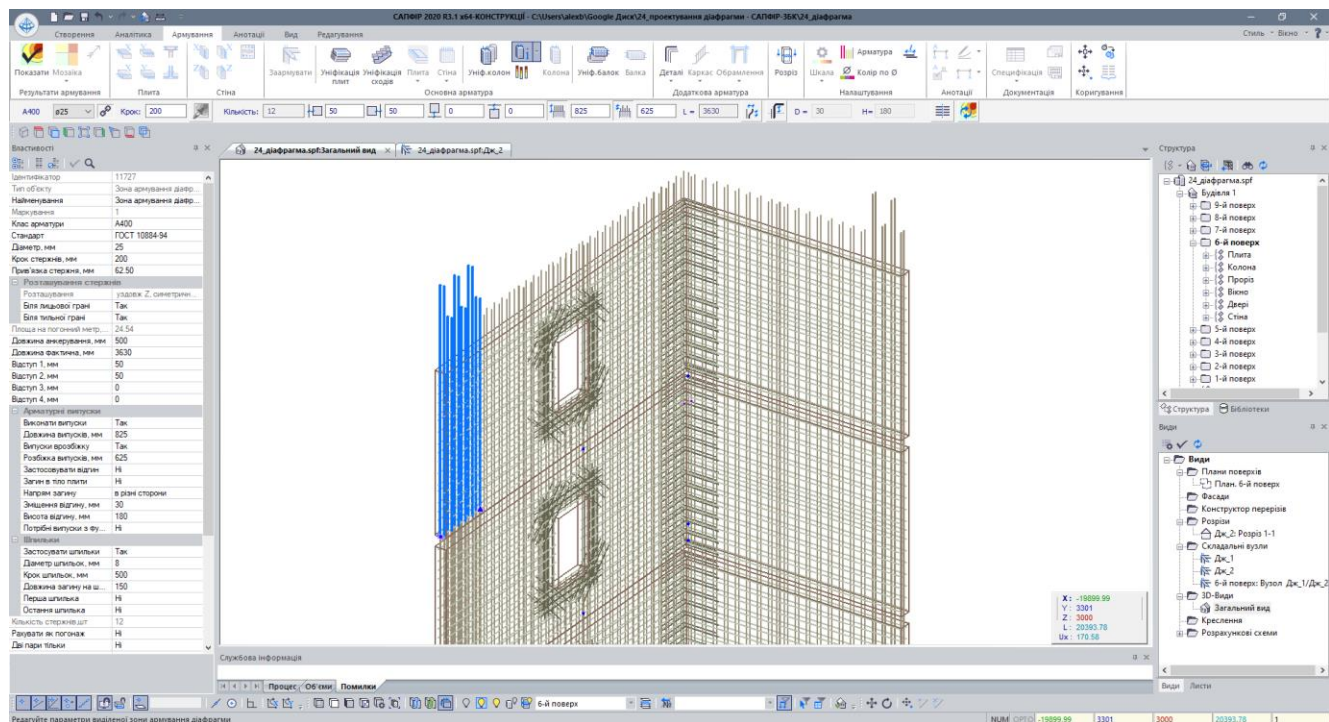 САПФІР 2020 R3.1 x64-КОНСТРУКЦІЇ - C:\Users\alexb\Google Диск\24_проектування діафрагми - САПФІР-ЗБК\24_діафрагма
Створення Аналітика Армування Анотації Вид Редагування Стиль Вікно ?
Показати Мозаїка Заармувати Уніфікація плит Уніфікація сходів Плита Стіна Уніф.колон Колона Уніф.балок Балка Деталі Каркас Обрамлення Розріз Шкала Арматура Колір по Ø Специфікація
Результати армування Плита Стіна Основна арматура Додаткова арматура Налаштування Анотації Документація Коригування
A400 ø25 Крок: 200 Кількість: 12 50 50 0 0 825 625 L = 3630 D = 30 H= 180
Властивості
24_діафрагма.spf:Загальний вид
24_діафрагма.spf:Дж_2
Ідентифікатор 11727
Тип об'єкту Зона армування діафр...
Найменування Зона армування діафр...
Маркування 1
Клас арматури A400
Стандарт ГОСТ 10884-94
Діаметр, мм 25
Крок стержнів, мм 200
Прив'язка стержня, мм 62.50
Розташування стержнів
Розташування уздовж Z, симетричн...
Біля лицьової грані Так
Біля тильної грані Так
Площа на погонний метр,... 24.54
Довжина анкерування, мм 500
Довжина фактична, мм 3630
Відступ 1, мм 50
Відступ 2, мм 50
Відступ 3, мм 0
Відступ 4, мм 0
Арматурні випуски
Виконати випуски Так
Довжина випусків, мм 825
Випуски врозбіжку Так
Розбіжка випусків, мм 625
Застосовувати відгин Ні
Загин в тіло плити Ні
Напрям загину в різні сторони
Зміщення відгину, мм 30
Висота відгину, мм 180
Потрібні випуски з фу... Ні
Шпильки
Застосувати шпильки Так
Діаметр шпильок, мм 8
Крок шпильок, мм 500
Довжина загину на ш... 150
Перша шпилька Ні
Остання шпилька Ні
Кількість стержнів,шт 12
Рахувати як погонаж Ні
Дві пари тільки Ні
X: -19899.99
Y: 3301
Z: 3000
L: 20393.78
Ux: 170.58
Службова інформація
Процес Об'єми Помилки
Структура
24_діафрагма.spf
Будівля 1
9-й поверх
8-й поверх
7-й поверх
6-й поверх
Плита
Колона
Проріз
Вікно
Двері
Стіна
5-й поверх
4-й поверх
3-й поверх
2-й поверх
1-й поверх
Структура Бібліотеки
Види
Види
Плани поверхів
План. 6-й поверх
Фасади
Конструктор перерізів
Розрізи
Дж_2: Розріз 1-1
Складальні вузли
Дж_1
Дж_2
6-й поверх: Вузол Дж_1/Дж_2
3D-Види
Загальний вид
Креслення
Розрахункові схеми
Види Листи
6-й поверх
Редагуйте параметри виділеної зони армування діафрагми
NUM ОРТО -19899.99 3301 3000 20393.78 1